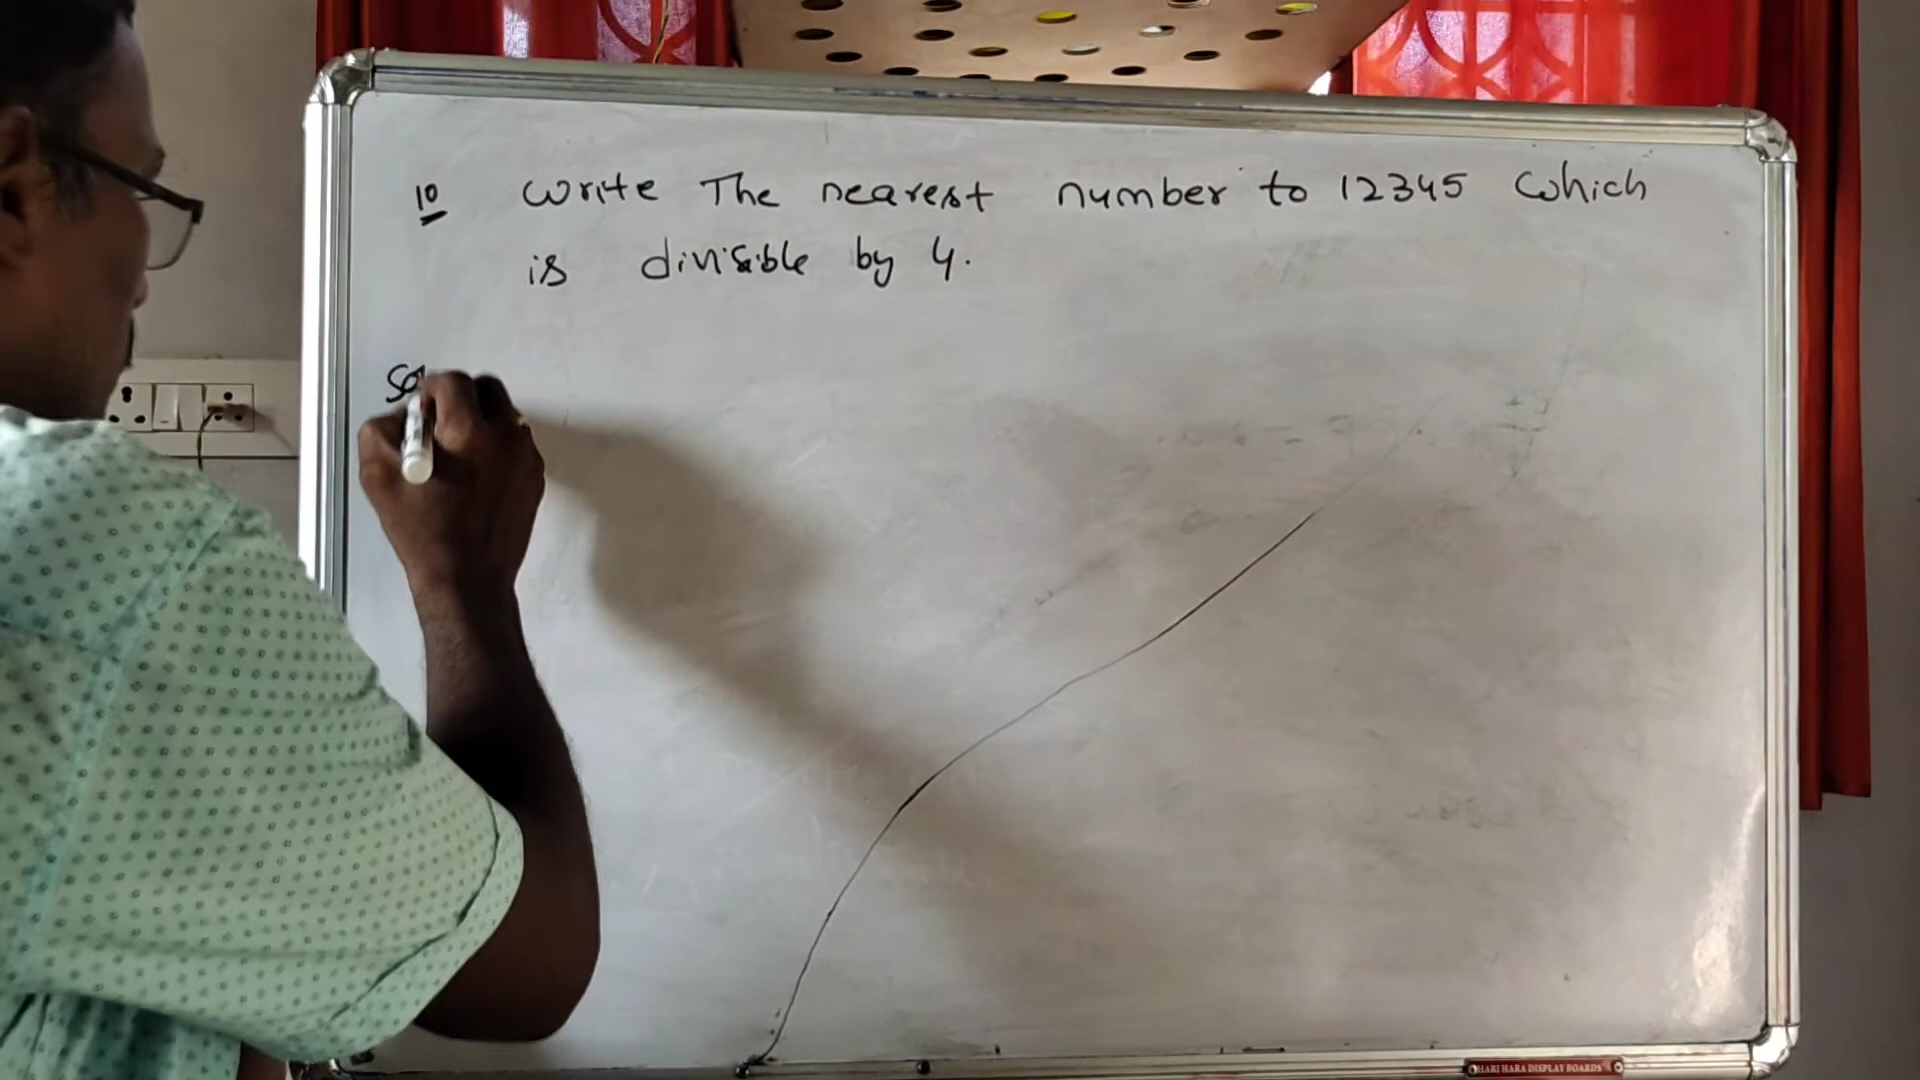 10 Write The nearest number to 12345 which
is divisible by 4.
So
HARI HARA DISPLAY BOARDS